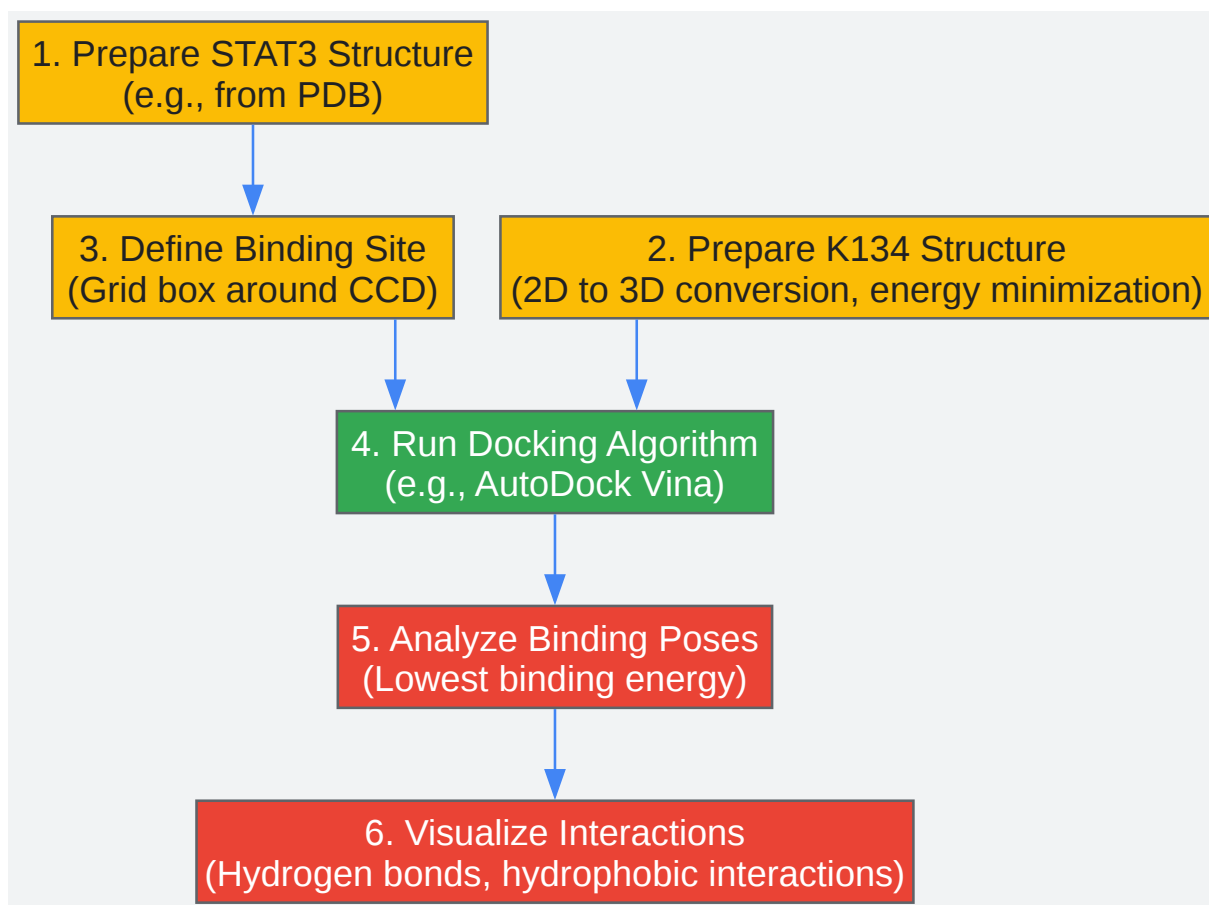 1. Prepare STAT3 Structure
(e.g., from PDB)
3. Define Binding Site
(Grid box around CCD)
2. Prepare K134 Structure
(2D to 3D conversion, energy minimization)
4. Run Docking Algorithm
(e.g., AutoDock Vina)
5. Analyze Binding Poses
(Lowest binding energy)
6. Visualize Interactions
(Hydrogen bonds, hydrophobic interactions)